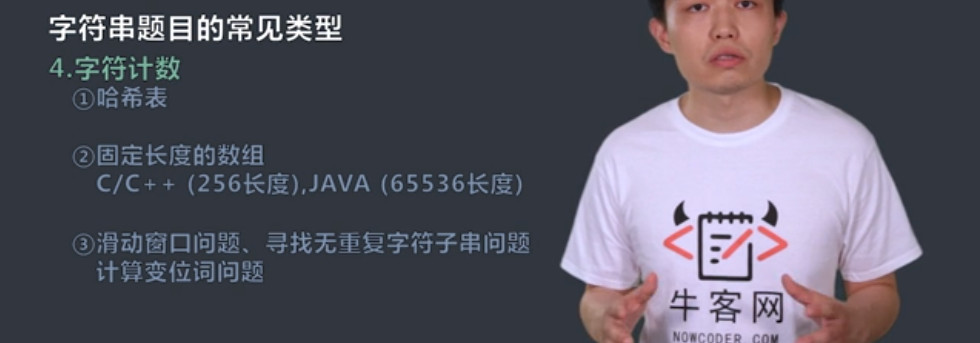 字符串题目的常见类型
4.字符计数
①哈希表
②固定长度的数组
C/C++ (256长度),JAVA (65536长度)
③滑动窗口问题、寻找无重复字符子串问题
计算变位词问题
牛客网
NOWCODER.COM